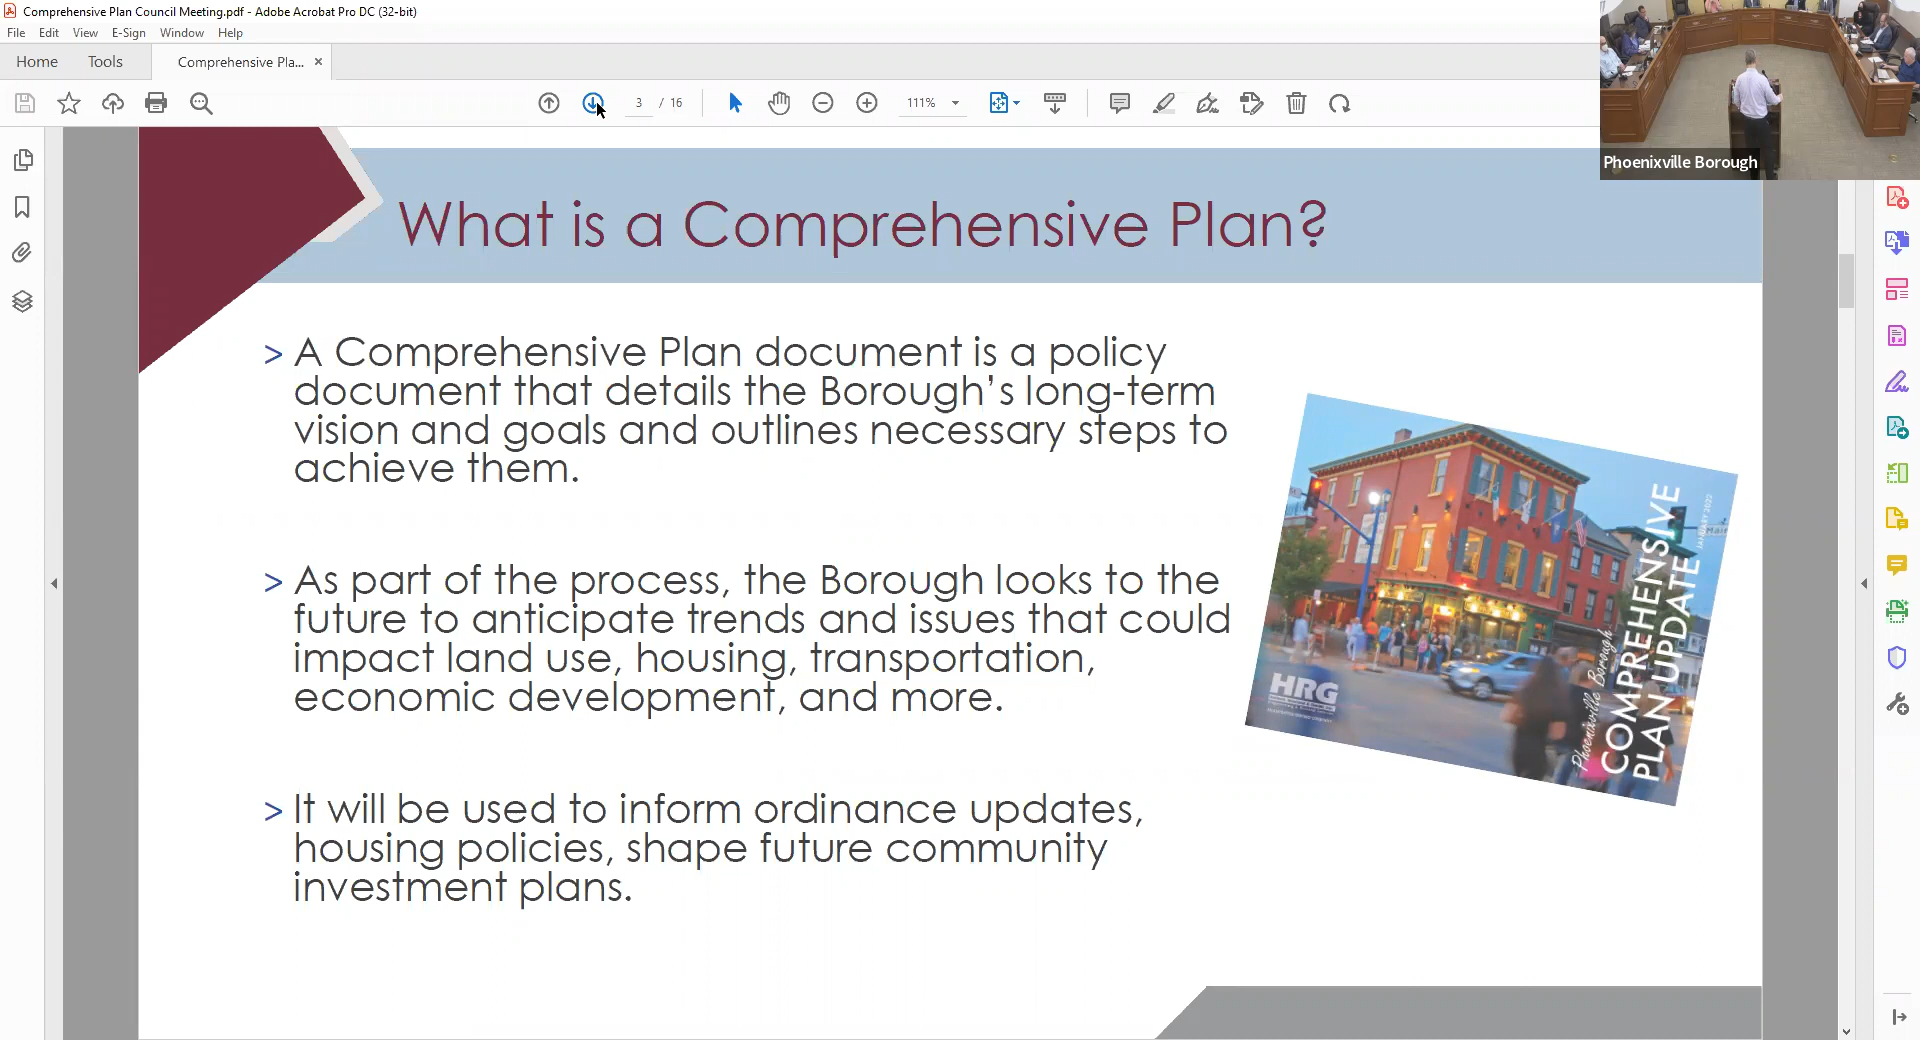 Comprehensive Plan Council Meeting.pdf - Adobe Acrobat Pro DC (32-bit)
File Edit View E-Sign Window Help
Home Tools Comprehensive Pla... ×
3 / 16 111%
Phoenixville Borough
What is a Comprehensive Plan?
> A Comprehensive Plan document is a policy
document that details the Borough’s long-term
vision and goals and outlines necessary steps to
achieve them.
> As part of the process, the Borough looks to the
future to anticipate trends and issues that could
impact land use, housing, transportation,
economic development, and more.
> It will be used to inform ordinance updates,
housing policies, shape future community
investment plans.
Phoenixville Borough
COMPREHENSIVE
PLAN UPDATE
JANUARY 2022
HRG